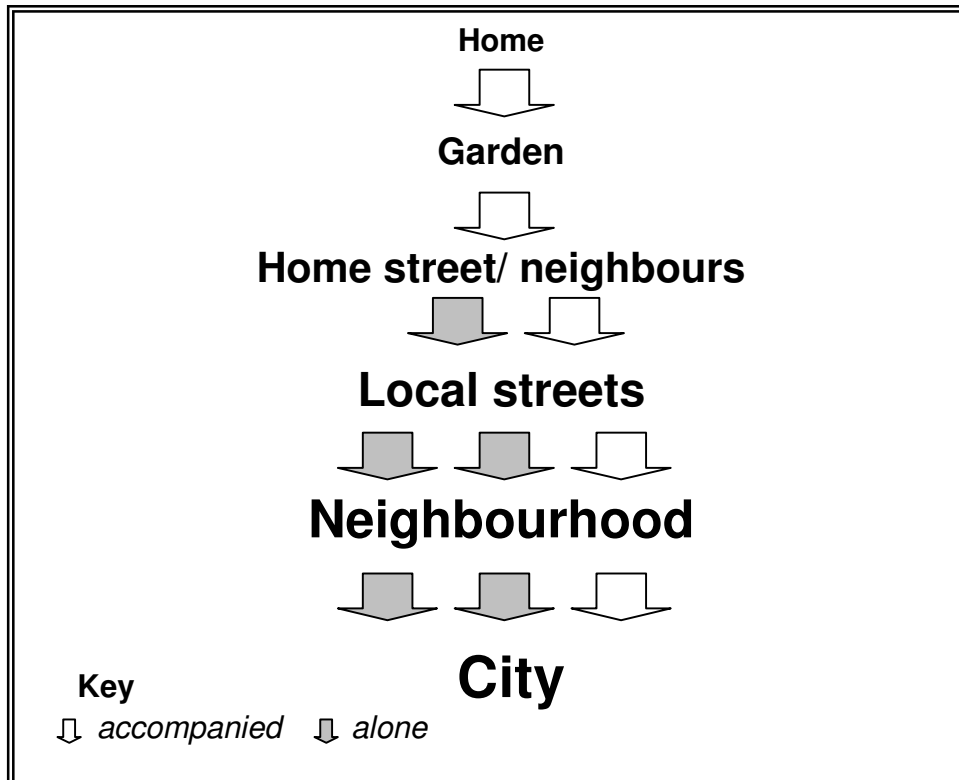 Home
Garden
Home street/ neighbours
Local streets
Neighbourhood
City
Key
accompanied alone